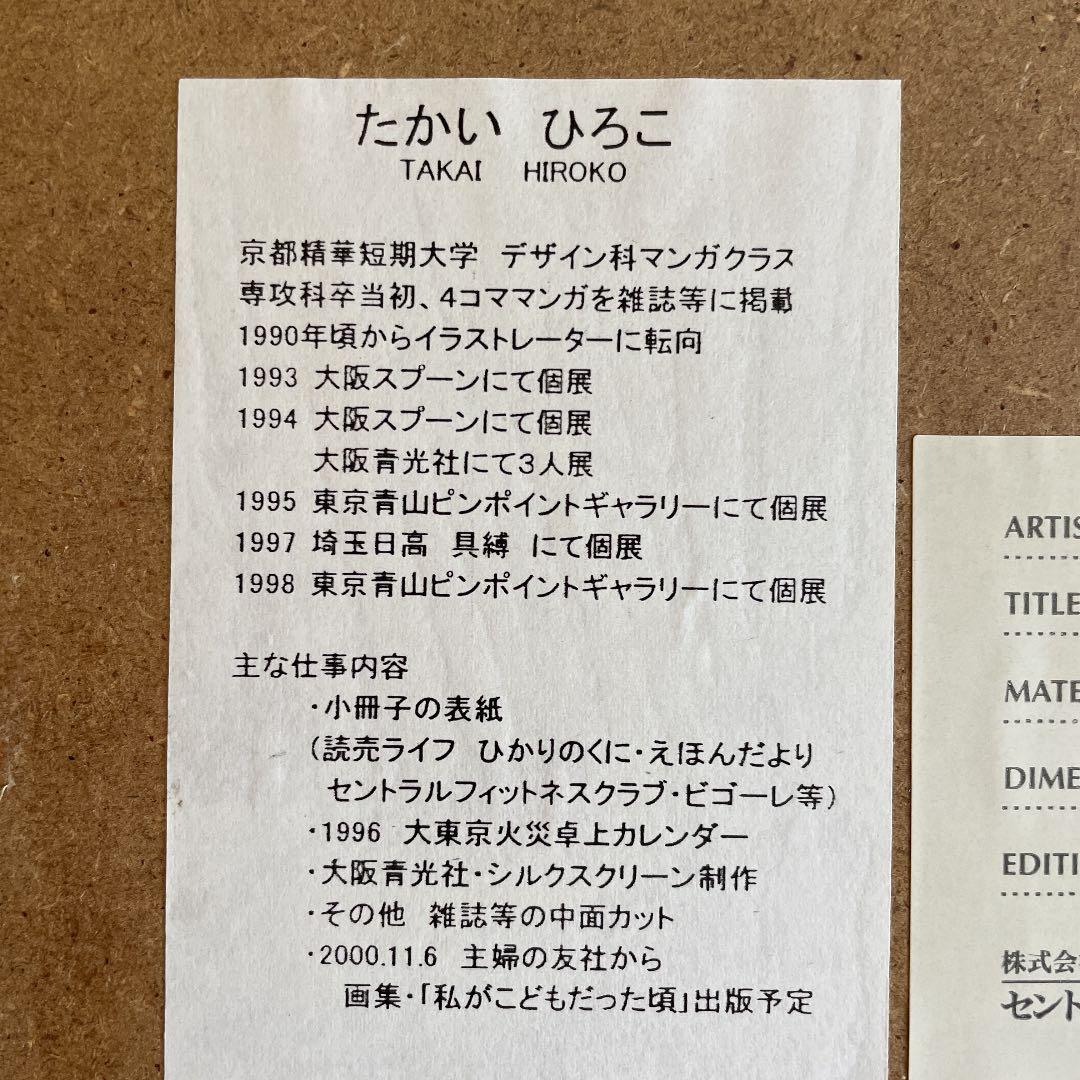 たかい ひろこ
TAKAI HIROKO
京都精華短期大学 デザイン科マンガクラス
専攻科卒当初、4コママンガを雑誌等に掲載
1990年頃からイラストレーターに転向
1993 大阪スプーンにて個展
1994 大阪スプーンにて個展
大阪青光社にて3人展
1995 東京青山ピンポイントギャラリーにて個展
1997 埼玉日高 具縛 にて個展
1998 東京青山ピンポイントギャラリーにて個展
主な仕事内容
・小冊子の表紙
(読売ライフ ひかりのくに・えほんだより
セントラルフィットネスクラブ・ビゴーレ等)
・1996 大東京火災卓上カレンダー
・大阪青光社・シルクスクリーン制作
・その他 雑誌等の中面カット
・2000.11.6 主婦の友社から
画集・「私がこどもだった頃」出版予定
ARTIS
TITLE
MATE
DIME
EDITI
株式会
セント